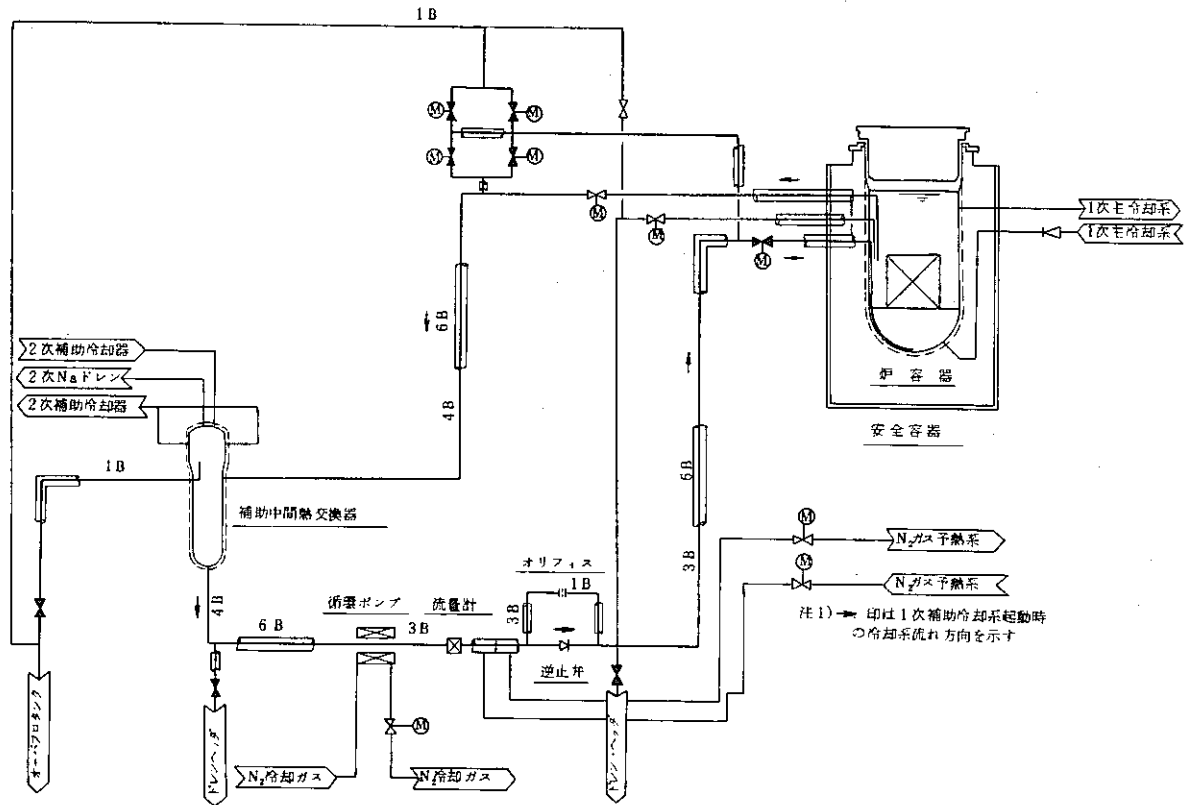 1B
M
M
M
M
1次主冷却系
1次主冷却系
M
M
M
6B
6B
4B
3B
炉容器
安全容器
2次補助冷却器
2次Naドレン
2次補助冷却器
1B
補助中間熱交換器
M
N₂ガス予熱系
M
N₂ガス予熱系
オリフィス
1B
3B
4B
循環ポンプ
流量計
6B
3B
逆止弁
注1)→印は1次補助冷却系起動時
の冷却系流れ方向を示す
M
オーバフロタンク
ドレンヘッダ
N₂冷却ガス
N₂冷却ガス
ドレン・ヘッダ